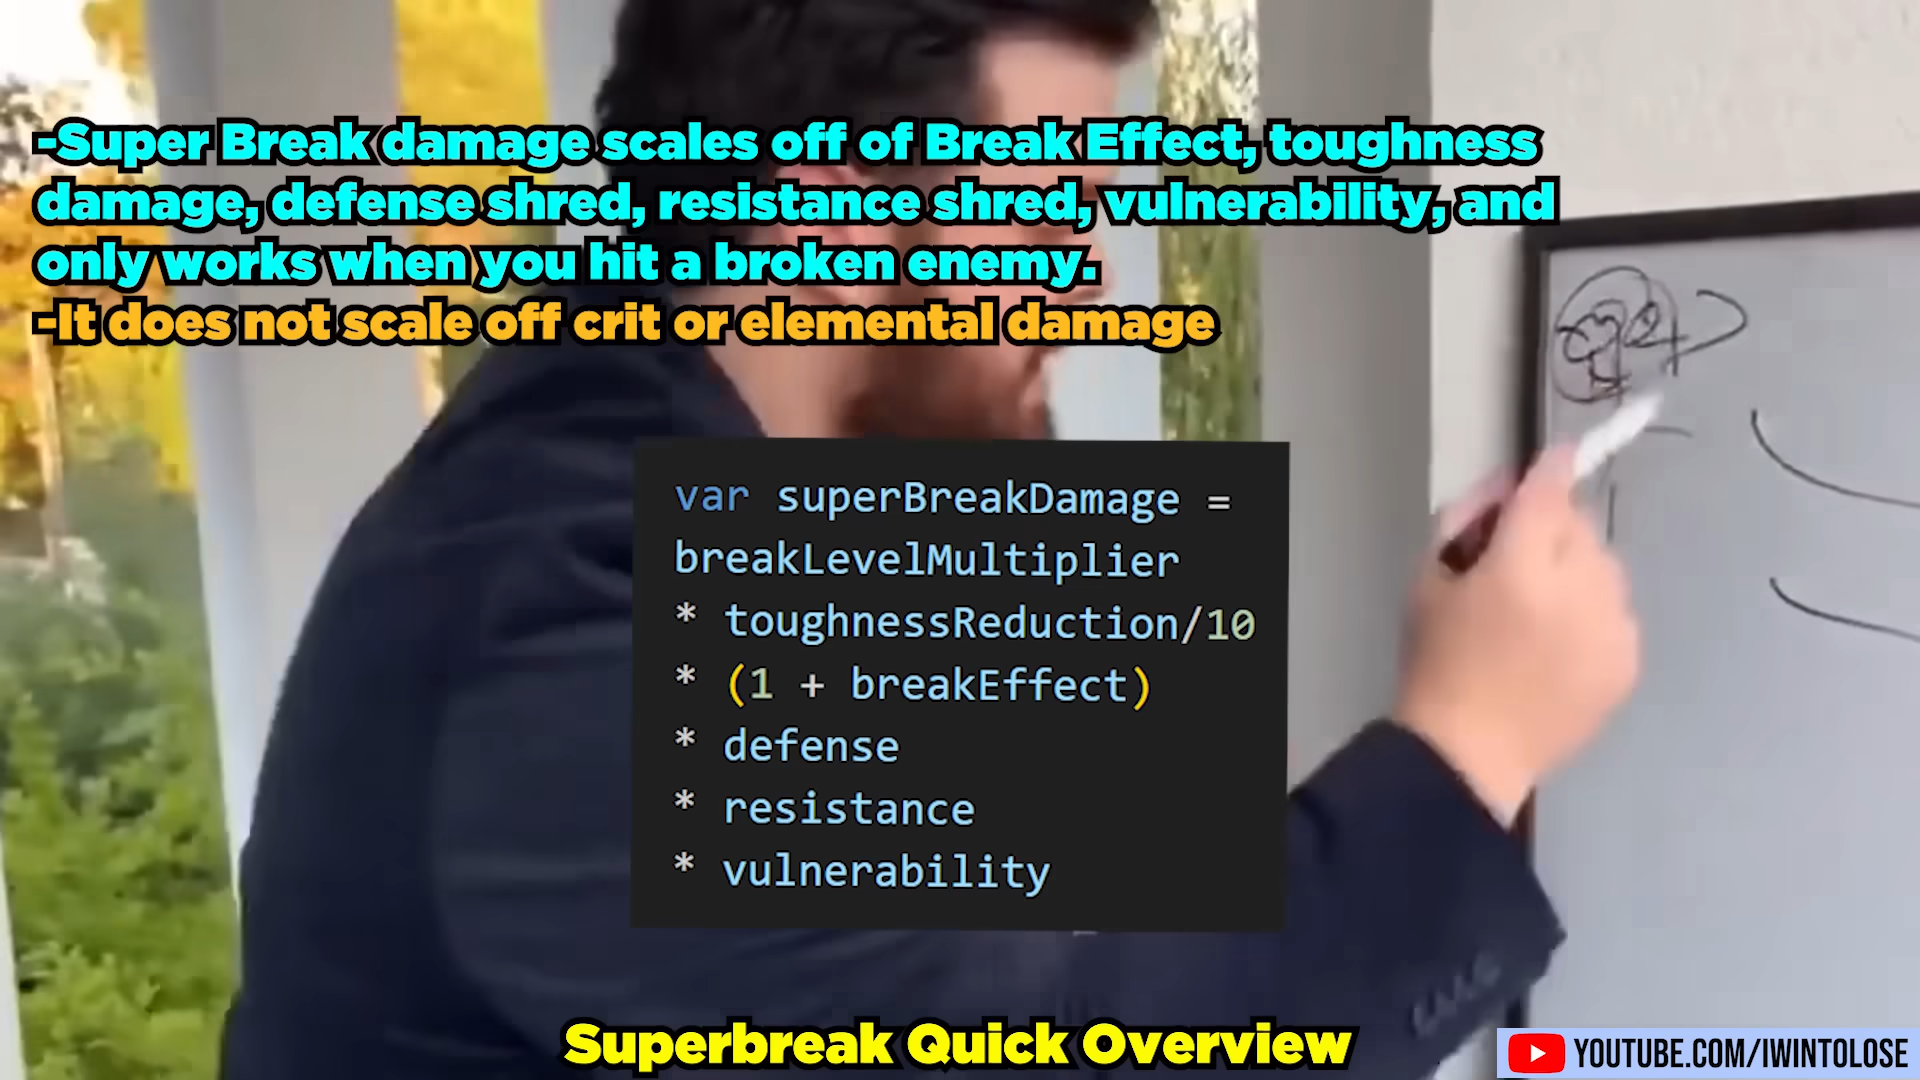 -Super Break damage scales off of Break Effect, toughness
damage, defense shred, resistance shred, vulnerability, and
only works when you hit a broken enemy.
-It does not scale off crit or elemental damage
var superBreakDamage =
breakLevelMultiplier
* toughnessReduction/10
* (1 + breakEffect)
* defense
* resistance
* vulnerability
Superbreak Quick Overview
YOUTUBE.COM/IWINTOLOSE